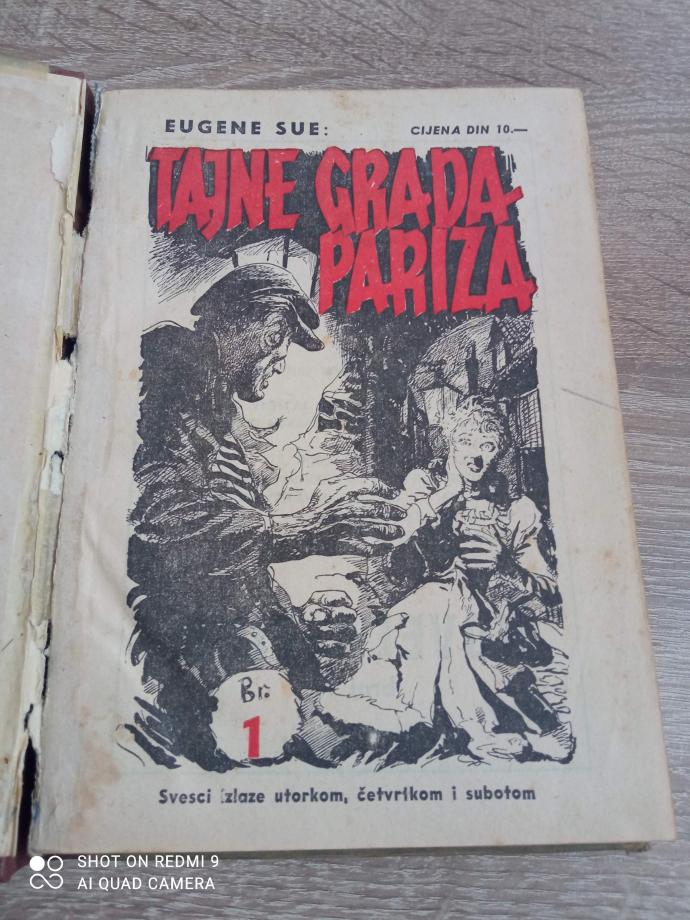 EUGENE SUE:
CIJENA DIN 10.—
TAJNE GRADA
PARIZA
Br.
1
Svesci izlaze utorkom, četvrtkom i subotom
SHOT ON REDMI 9
AI QUAD CAMERA